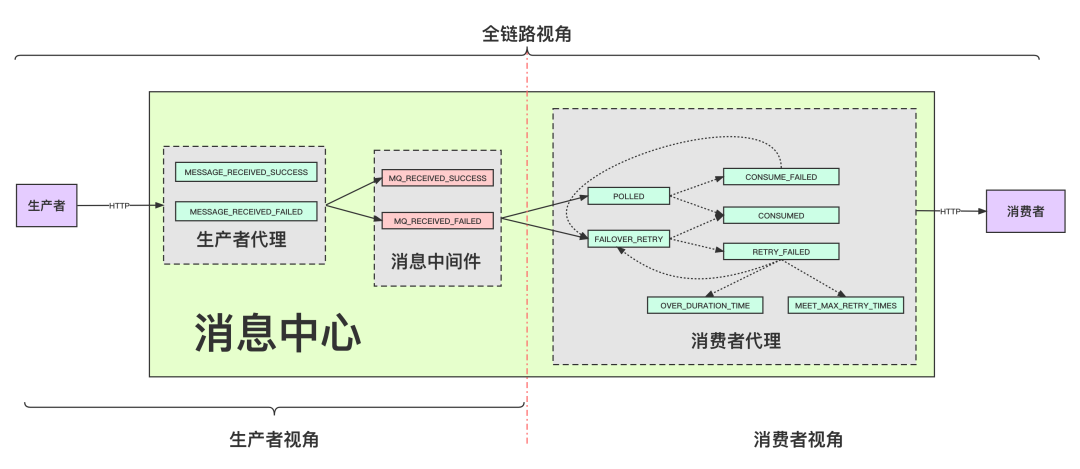 全链路视角
生产者
HTTP
MESSAGE_RECEIVED_SUCCESS
MESSAGE_RECEIVED_FAILED
生产者代理
MQ_RECEIVED_SUCCESS
MQ_RECEIVED_FAILED
消息中间件
消息中心
POLLED
FAILOVER_RETRY
CONSUME_FAILED
CONSUMED
RETRY_FAILED
OVER_DURATION_TIME
MEET_MAX_RETRY_TIMES
消费者代理
HTTP
消费者
生产者视角
消费者视角